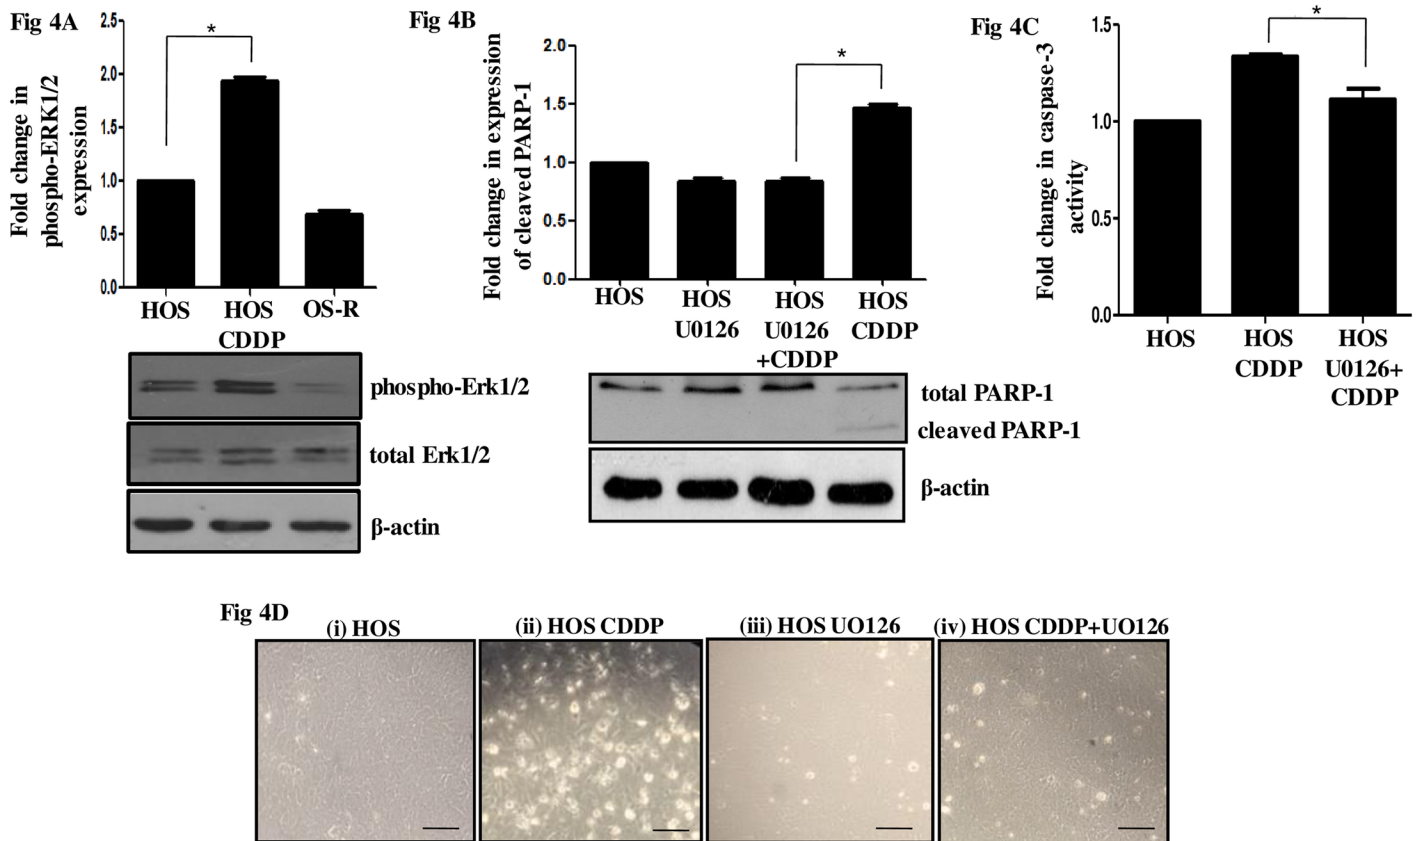 Fig 4A
Fold change in
phospho-ERK1/2
expression
2.5
2.0
1.5
1.0
0.5
0.0
*
HOS
HOS
CDDP
OS-R
phospho-Erk1/2
total Erk1/2
β-actin
Fig 4B
Fold change in expression
of cleaved PARP-1
2.0
1.5
1.0
0.5
0.0
*
HOS
HOS
U0126
HOS
U0126
+CDDP
HOS
CDDP
total PARP-1
cleaved PARP-1
β-actin
Fig 4C
Fold change in caspase-3
activity
1.5
1.0
0.5
0.0
*
HOS
HOS
CDDP
HOS
U0126+
CDDP
Fig 4D
(i) HOS
(ii) HOS CDDP
(iii) HOS UO126
(iv) HOS CDDP+UO126